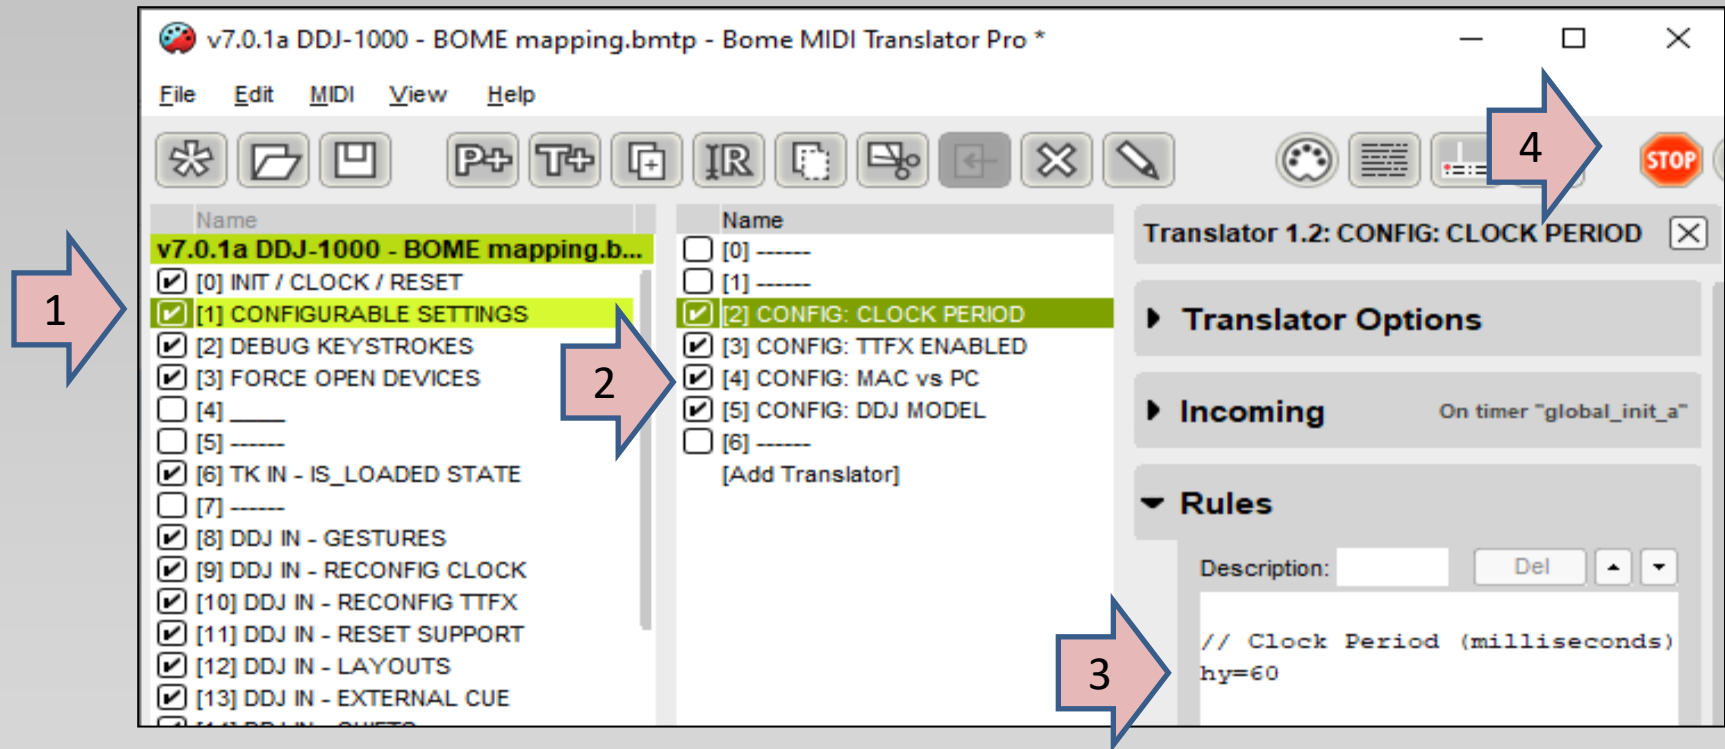 v7.0.1a DDJ-1000 - BOME mapping.bmtp - Bome MIDI Translator Pro *
File Edit MIDI View Help
P+ T+ IR STOP
4
Name
v7.0.1a DDJ-1000 - BOME mapping.b...
[0] INIT / CLOCK / RESET
[1] CONFIGURABLE SETTINGS
[2] DEBUG KEYSTROKES
[3] FORCE OPEN DEVICES
[4] ____
[5] ------
[6] TK IN - IS_LOADED STATE
[7] ------
[8] DDJ IN - GESTURES
[9] DDJ IN - RECONFIG CLOCK
[10] DDJ IN - RECONFIG TTFX
[11] DDJ IN - RESET SUPPORT
[12] DDJ IN - LAYOUTS
[13] DDJ IN - EXTERNAL CUE
1
2
Name
[0] ------
[1] ------
[2] CONFIG: CLOCK PERIOD
[3] CONFIG: TTFX ENABLED
[4] CONFIG: MAC vs PC
[5] CONFIG: DDJ MODEL
[6] ------
[Add Translator]
Translator 1.2: CONFIG: CLOCK PERIOD
Translator Options
Incoming On timer "global_init_a"
Rules
Description: Del
// Clock Period (milliseconds)
hy=60
3